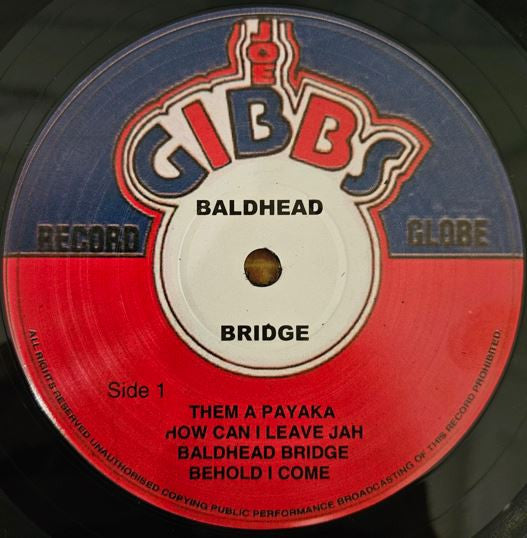 JOE
GIBBS
RECORD GLOBE
BALDHEAD
BRIDGE
Side 1
THEM A PAYAKA
HOW CAN I LEAVE JAH
BALDHEAD BRIDGE
BEHOLD I COME
ALL RIGHTS RESERVED UNAUTHORISED COPYING PUBLIC PERFORMANCE BROADCASTING OF THIS RECORD PROHIBITED.